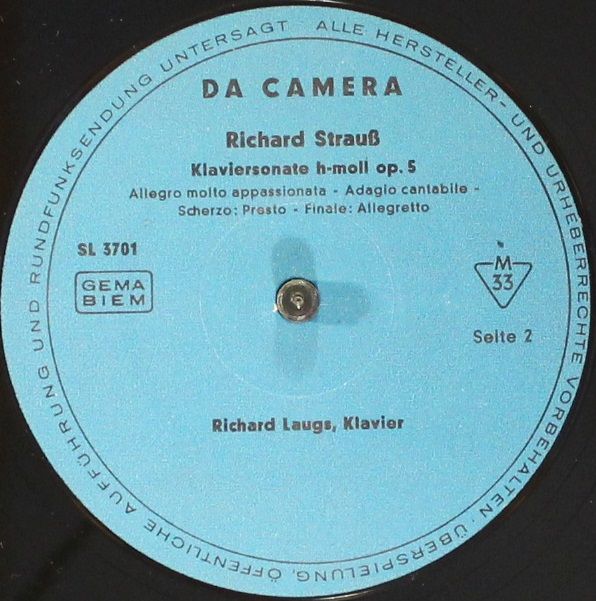 ALLE HERSTELLER- UND URHEBERRECHTE VORBEHALTEN · ÜBERSPIELUNG, ÖFFENTLICHE AUFFÜHRUNG UND RUNDFUNKSENDUNG UNTERSAGT
DA CAMERA
Richard Strauß
Klaviersonate h-moll op. 5
Allegro molto appassionata - Adagio cantabile -
Scherzo: Presto - Finale: Allegretto
SL 3701
GEMA
BIEM
M
33
Seite 2
Richard Laugs, Klavier